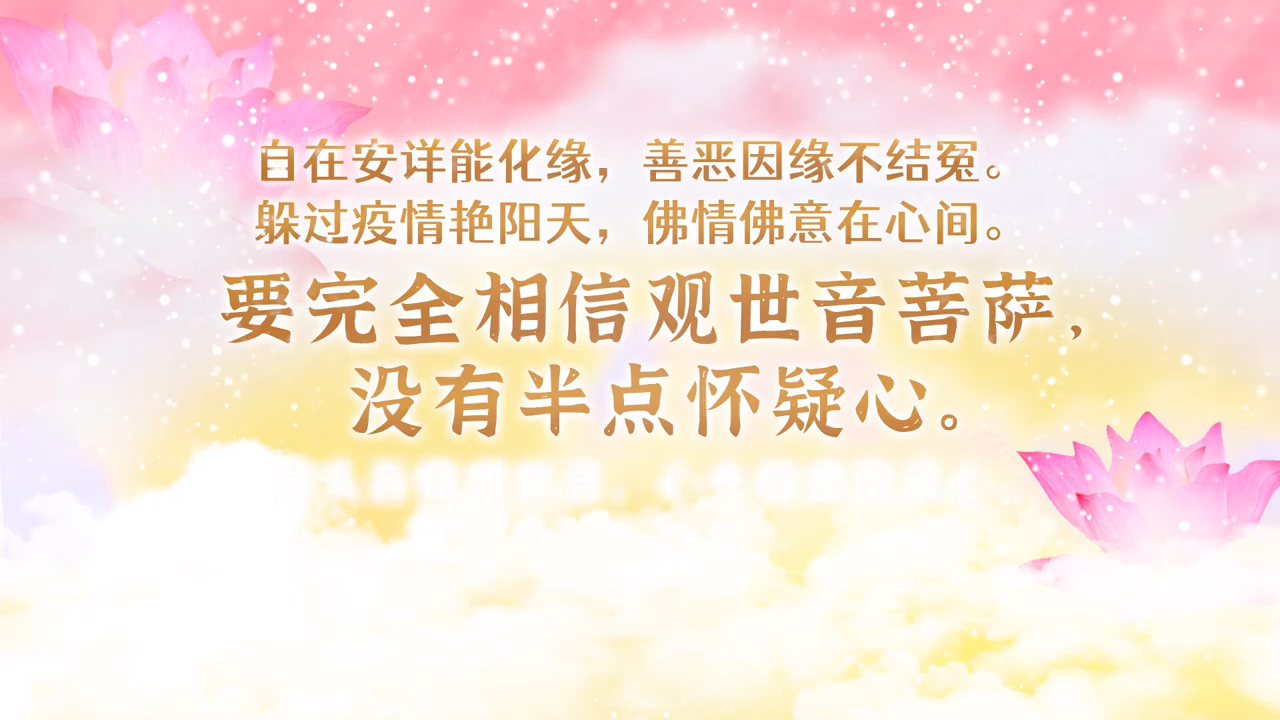 自在安详能化缘，善恶因缘不结冤。
躲过疫情艳阳天，佛情佛意在心间。
要完全相信观世音菩萨，
没有半点怀疑心。